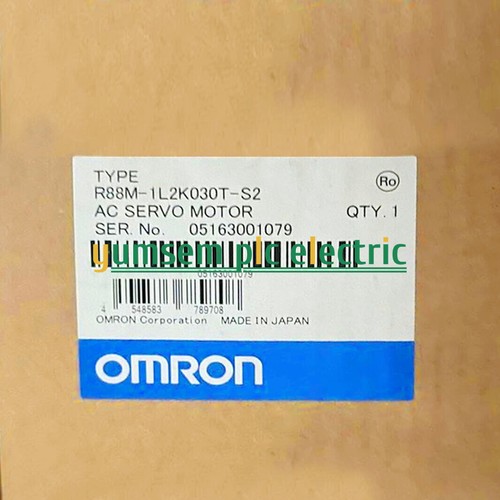 TYPE
R88M-1L2K030T-S2
AC SERVO MOTOR QTY. 1
SER. No. 05163001079
yumsem plc electric
05163001079
4 548583 789708
OMRON Corporation MADE IN JAPAN
OMRON
Ro